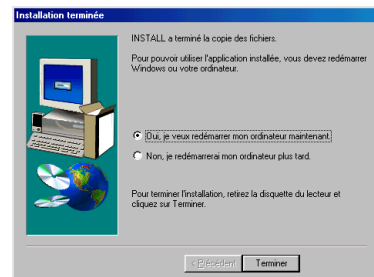 Installation terminée
INSTALL a terminé la copie des fichiers.
Pour pouvoir utiliser l'application installée, vous devez redémarrer
Windows ou votre ordinateur.
Oui, je veux redémarrer mon ordinateur maintenant.
Non, je redémarrerai mon ordinateur plus tard.
Pour terminer l'installation, retirez la disquette du lecteur et
cliquez sur Terminer.
< Précédent Terminer